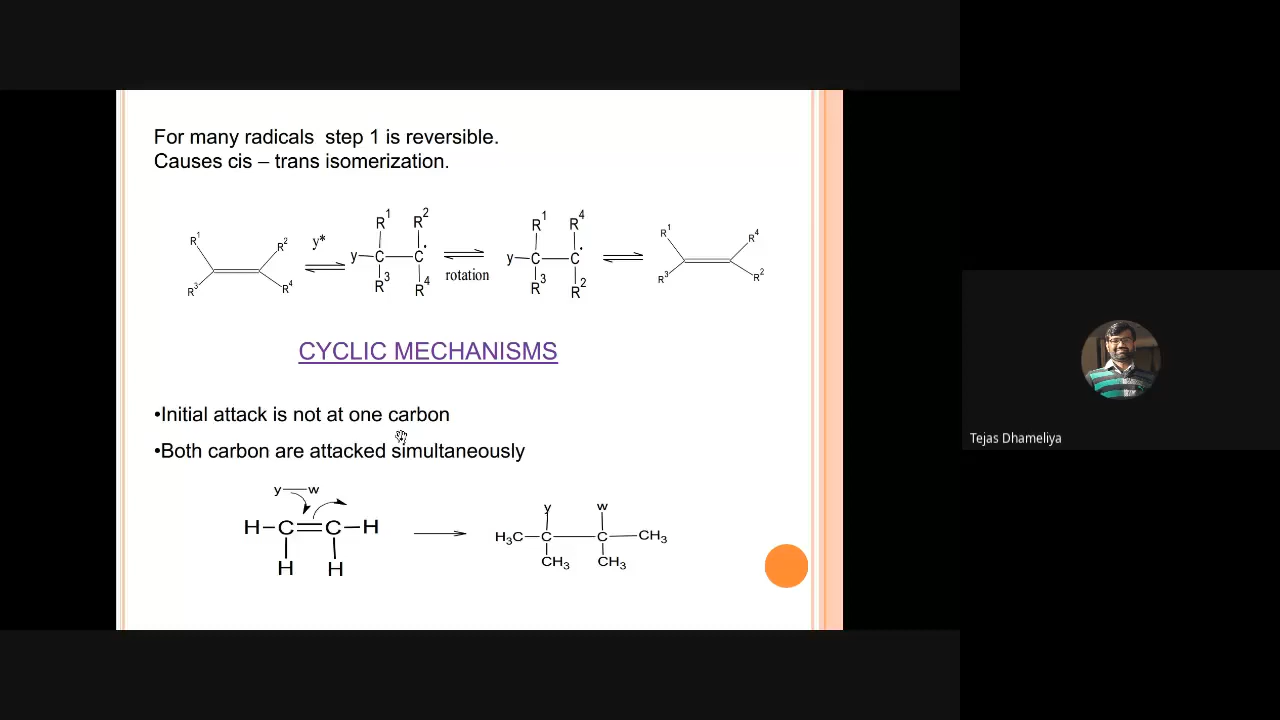 For many radicals  step 1 is reversible.
Causes cis – trans isomerization.
R¹ R² R³ R⁴
y*
R¹ R²
y–C–C·
R³ R⁴
rotation
R¹ R⁴
y–C–C·
R³ R²
R¹ R⁴ R³ R²
CYCLIC MECHANISMS
•Initial attack is not at one carbon
•Both carbon are attacked simultaneously
y—w
H–C=C–H
H H
y w
H₃C–C–C–CH₃
CH₃ CH₃
Tejas Dhameliya